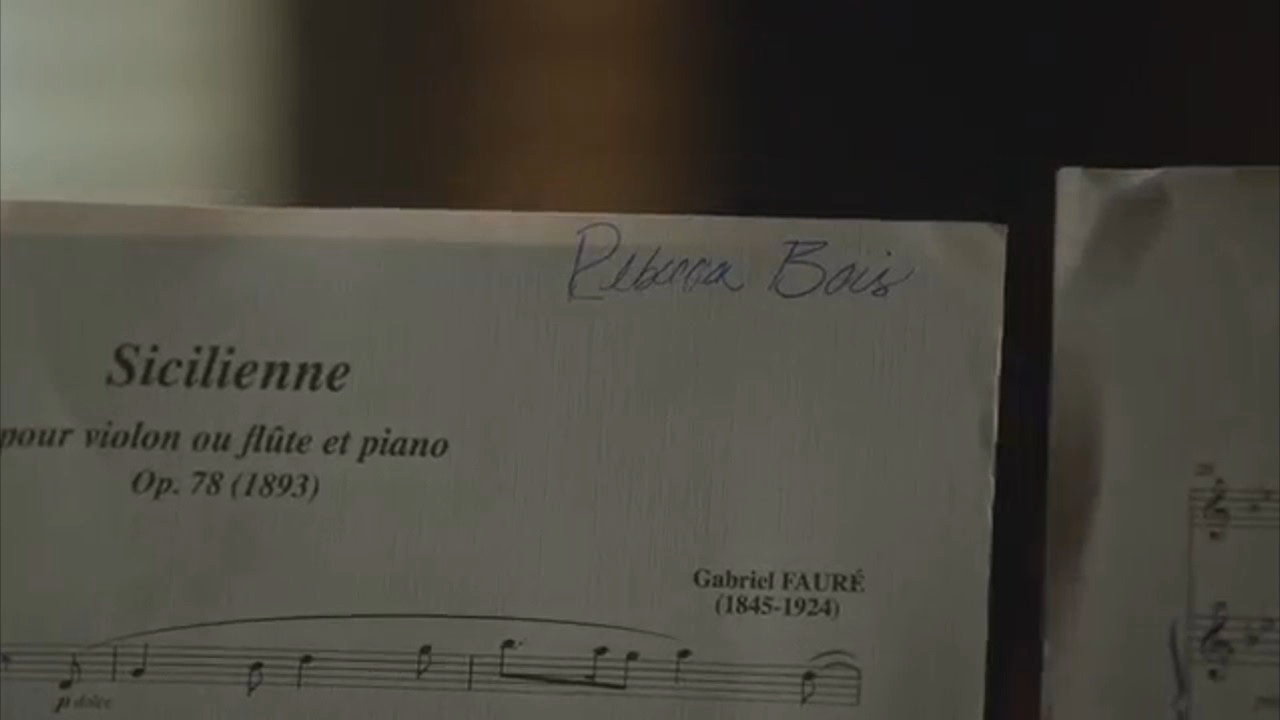 Rebecca Bois
Sicilienne
pour violon ou flûte et piano
Op. 78 (1893)
Gabriel FAURÉ
(1845-1924)
p dolce